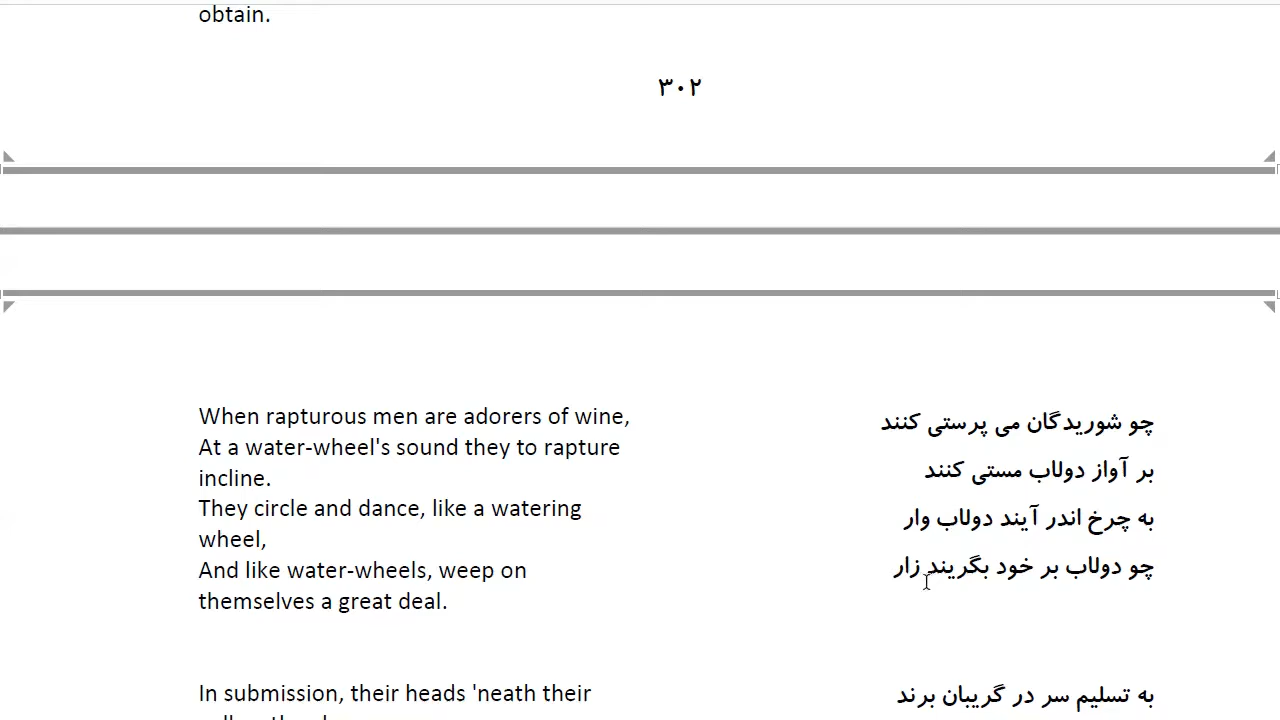 obtain.
۳۰۲
When rapturous men are adorers of wine,
At a water-wheel's sound they to rapture
incline.
They circle and dance, like a watering
wheel,
And like water-wheels, weep on
themselves a great deal.
چو شوریدگان می پرستی کنند
بر آواز دولاب مستی کنند
به چرخ اندر آیند دولاب وار
چو دولاب بر خود بگریند زار
In submission, their heads 'neath their
به تسلیم سر در گریبان برند